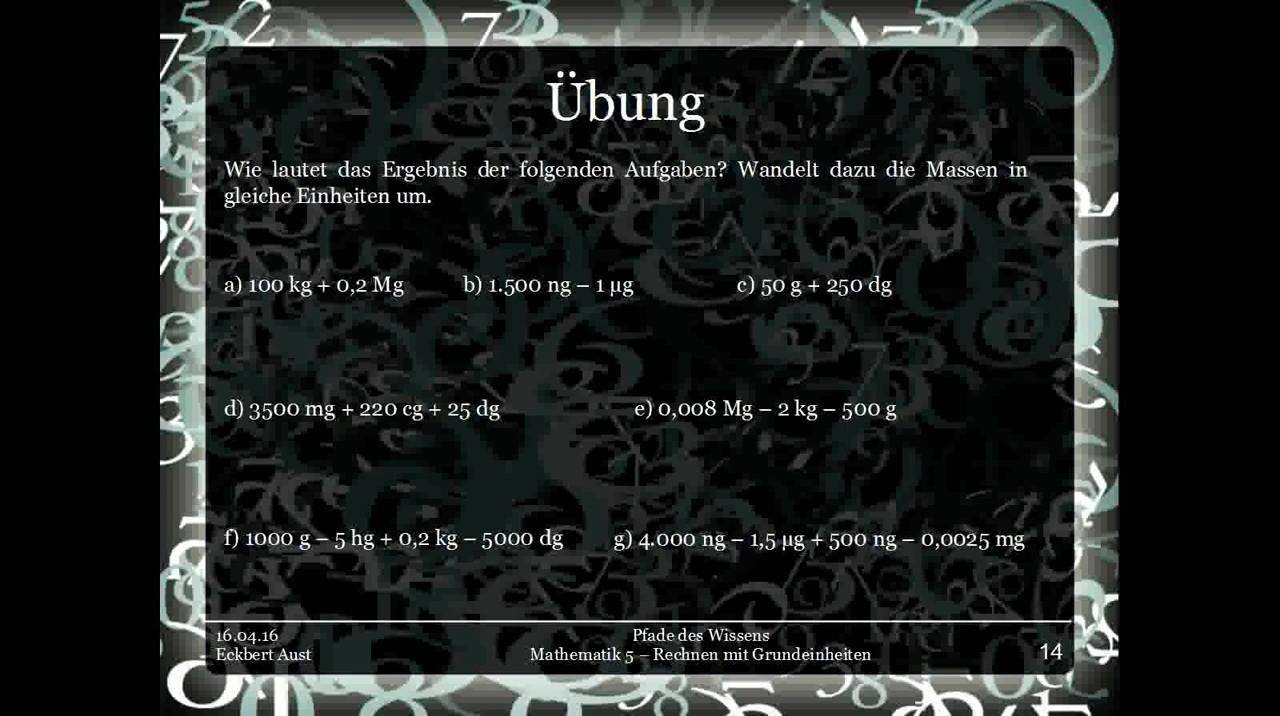 Übung
Wie lautet das Ergebnis der folgenden Aufgaben? Wandelt dazu die Massen in
gleiche Einheiten um.
a) 100 kg + 0,2 Mg b) 1.500 ng – 1 µg c) 50 g + 250 dg
d) 3500 mg + 220 cg + 25 dg e) 0,008 Mg – 2 kg – 500 g
f) 1000 g – 5 hg + 0,2 kg – 5000 dg g) 4.000 ng – 1,5 µg + 500 ng – 0,0025 mg
16.04.16 Pfade des Wissens
Eckbert Aust Mathematik 5 – Rechnen mit Grundeinheiten 14